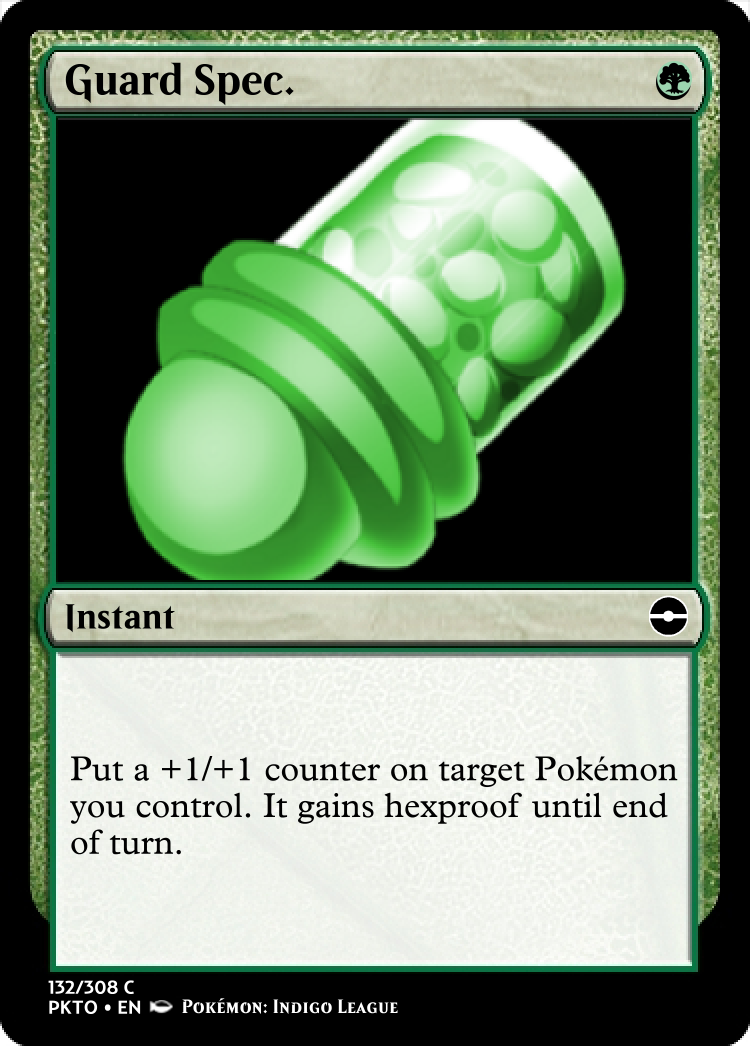 Guard Spec.
Instant
Put a +1/+1 counter on target Pokémon
you control. It gains hexproof until end
of turn.
132/308 C
PKTO • EN Pokémon: Indigo League